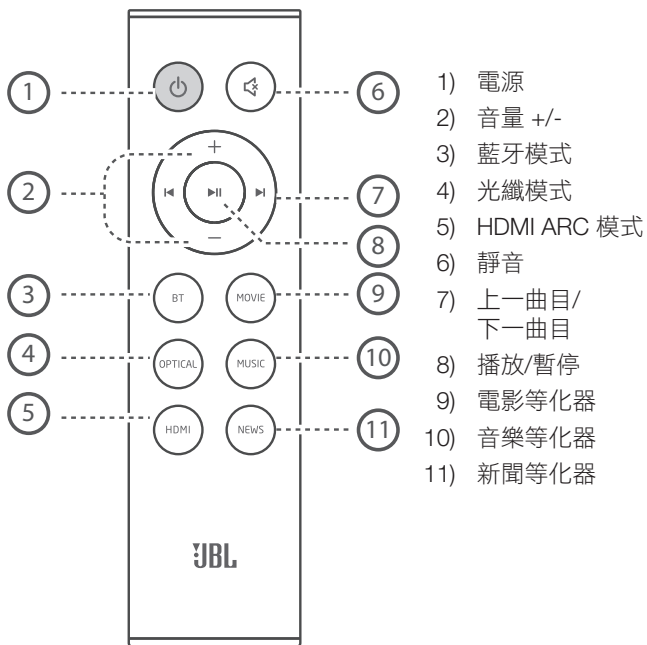 1
2
3
4
5
6
7
8
9
10
11
BT
MOVIE
OPTICAL
MUSIC
HDMI
NEWS
JBL
1) 電源
2) 音量 +/-
3) 藍牙模式
4) 光纖模式
5) HDMI ARC 模式
6) 靜音
7) 上一曲目/
下一曲目
8) 播放/暫停
9) 電影等化器
10) 音樂等化器
11) 新聞等化器